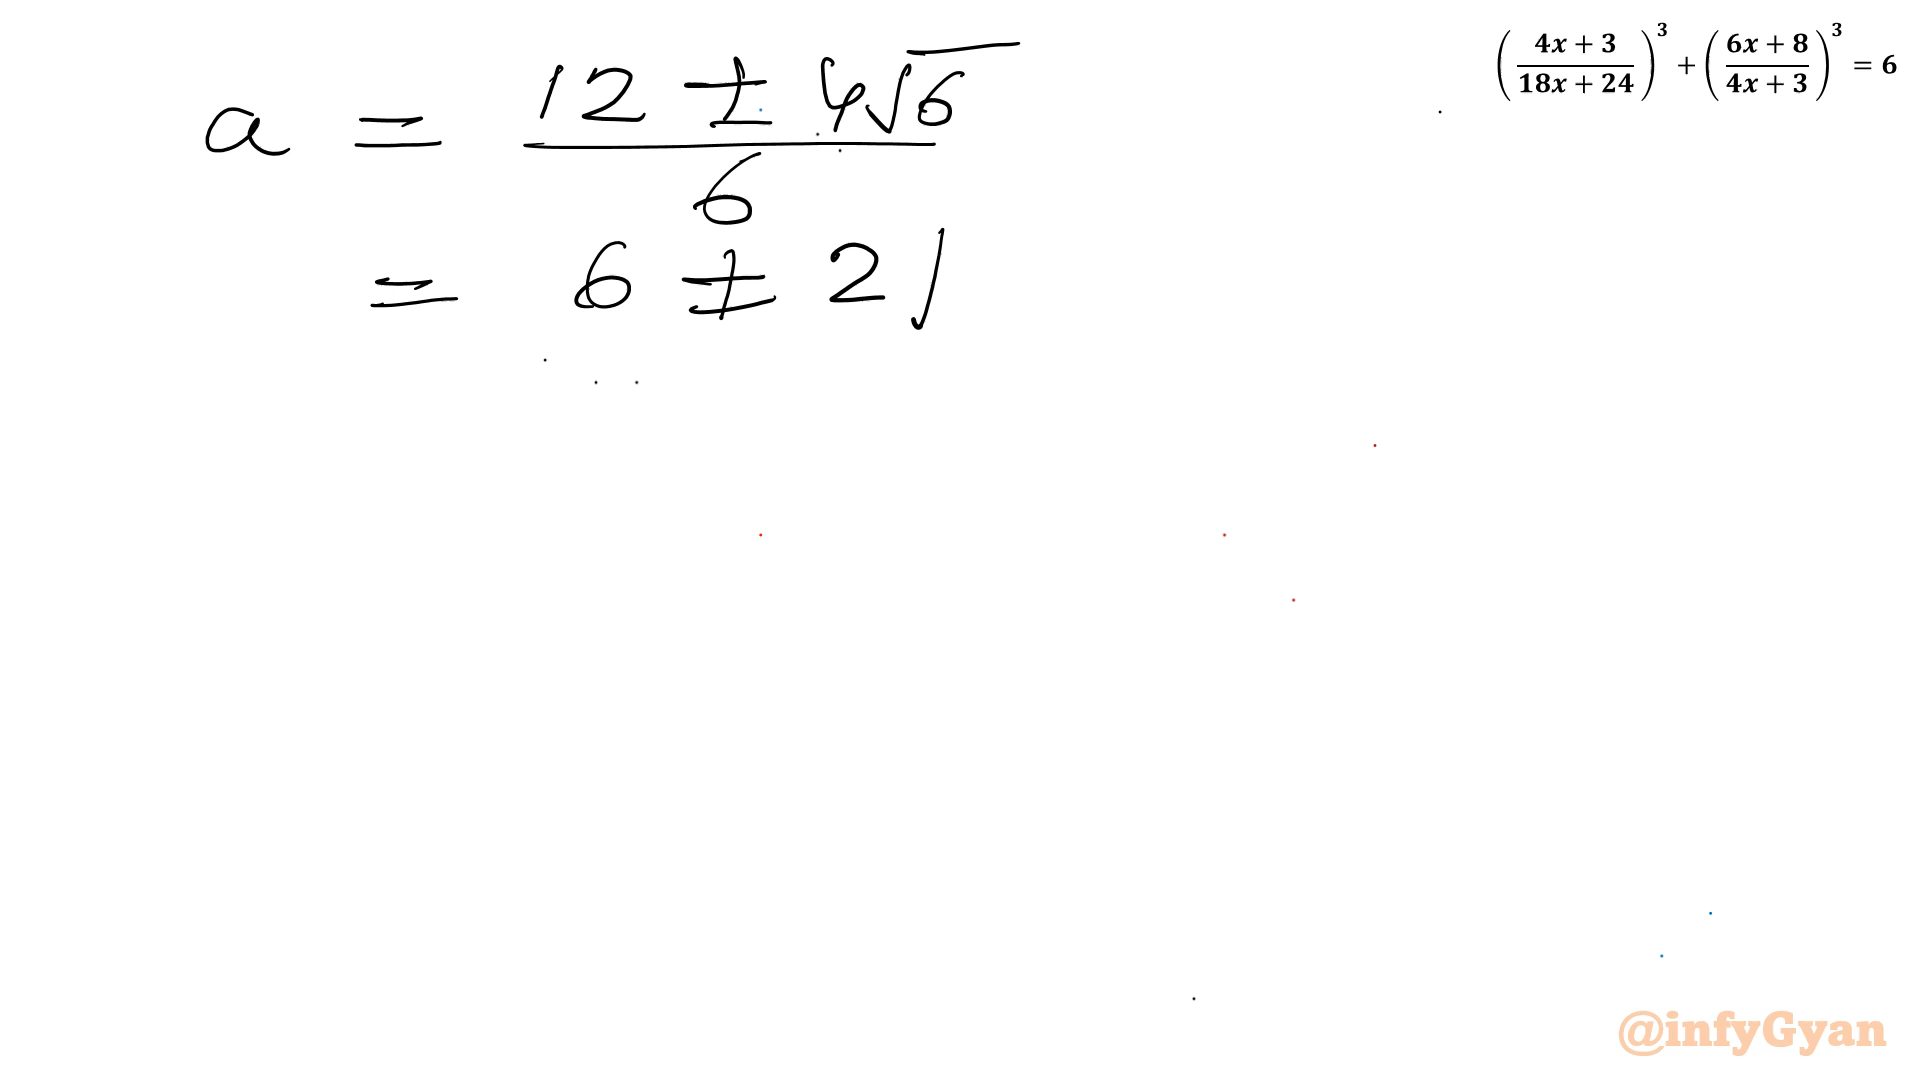 a = (12 ± 4√6) / 6
= 6 ± 2√
((4x + 3)/(18x + 24))³ + ((6x + 8)/(4x + 3))³ = 6
@infyGyan